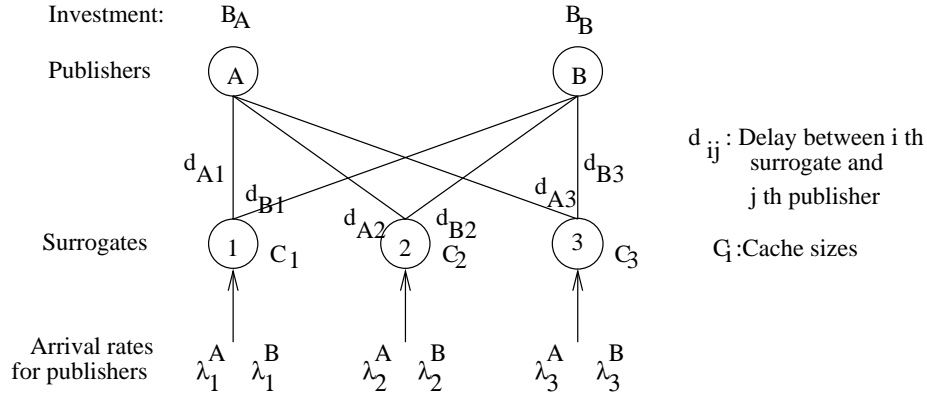 Investment: B_A B_B
Publishers A B
d_ij : Delay between i th
surrogate and
j th publisher
d_A1 d_B1 d_A2 d_B2 d_A3 d_B3
Surrogates 1 C_1 2 C_2 3 C_3
C_i :Cache sizes
Arrival rates
for publishers λ_1^A λ_1^B λ_2^A λ_2^B λ_3^A λ_3^B